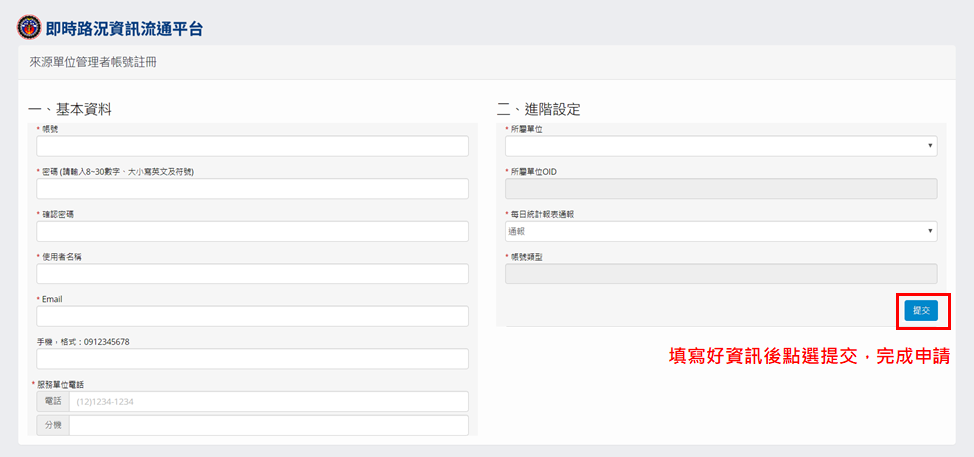 即時路況資訊流通平台
來源單位管理者帳號註冊
一、基本資料
* 帳號
* 密碼 (請輸入8~30數字、大小寫英文及符號)
* 確認密碼
* 使用者名稱
* Email
手機，格式：0912345678
* 服務單位電話
電話 (12)1234-1234
分機
二、進階設定
* 所屬單位
* 所屬單位OID
* 每日統計報表通報
通報
* 帳號類型
提交
填寫好資訊後點選提交，完成申請